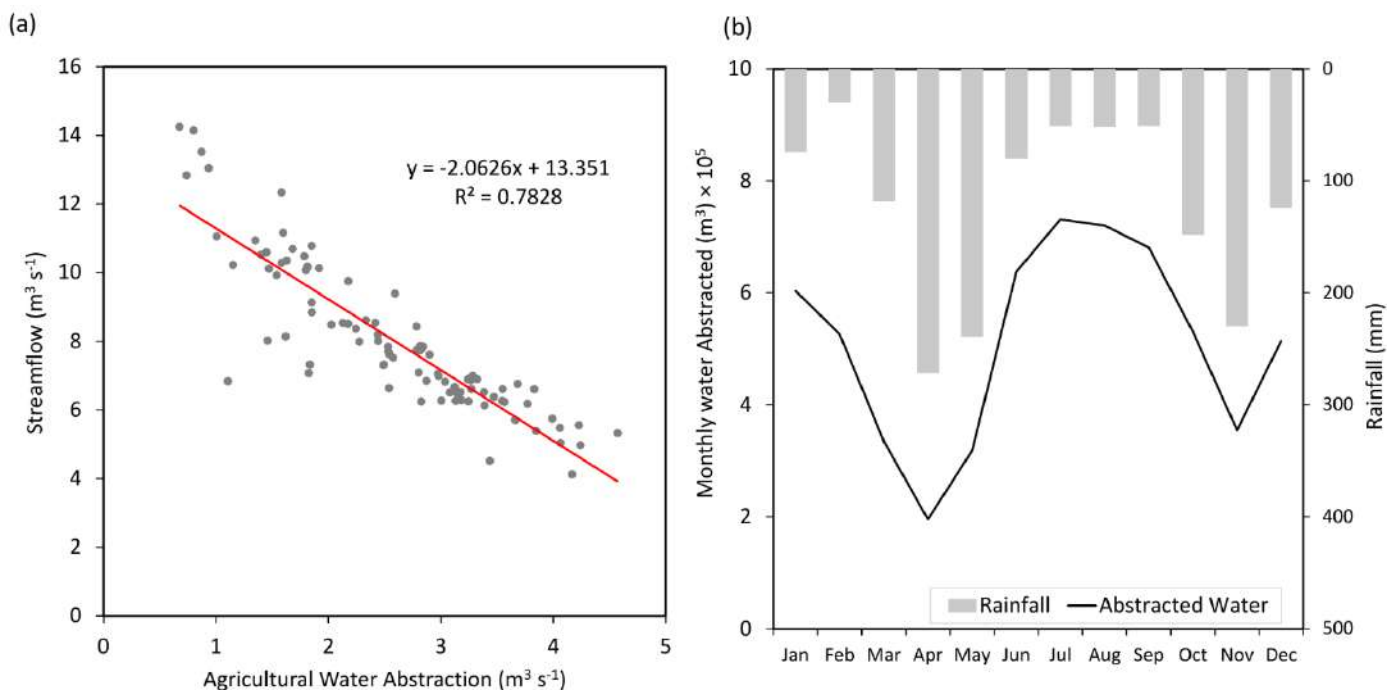 (a)
16
14
12
10
8
6
4
2
0
Streamflow (m³ s⁻¹)
y = -2.0626x + 13.351
R² = 0.7828
0 1 2 3 4 5
Agricultural Water Abstraction (m³ s⁻¹)
(b)
10
8
6
4
2
0
Monthly water Abstracted (m³) × 10⁵
0
100
200
300
400
500
Rainfall (mm)
Rainfall Abstracted Water
Jan Feb Mar Apr May Jun Jul Aug Sep Oct Nov Dec